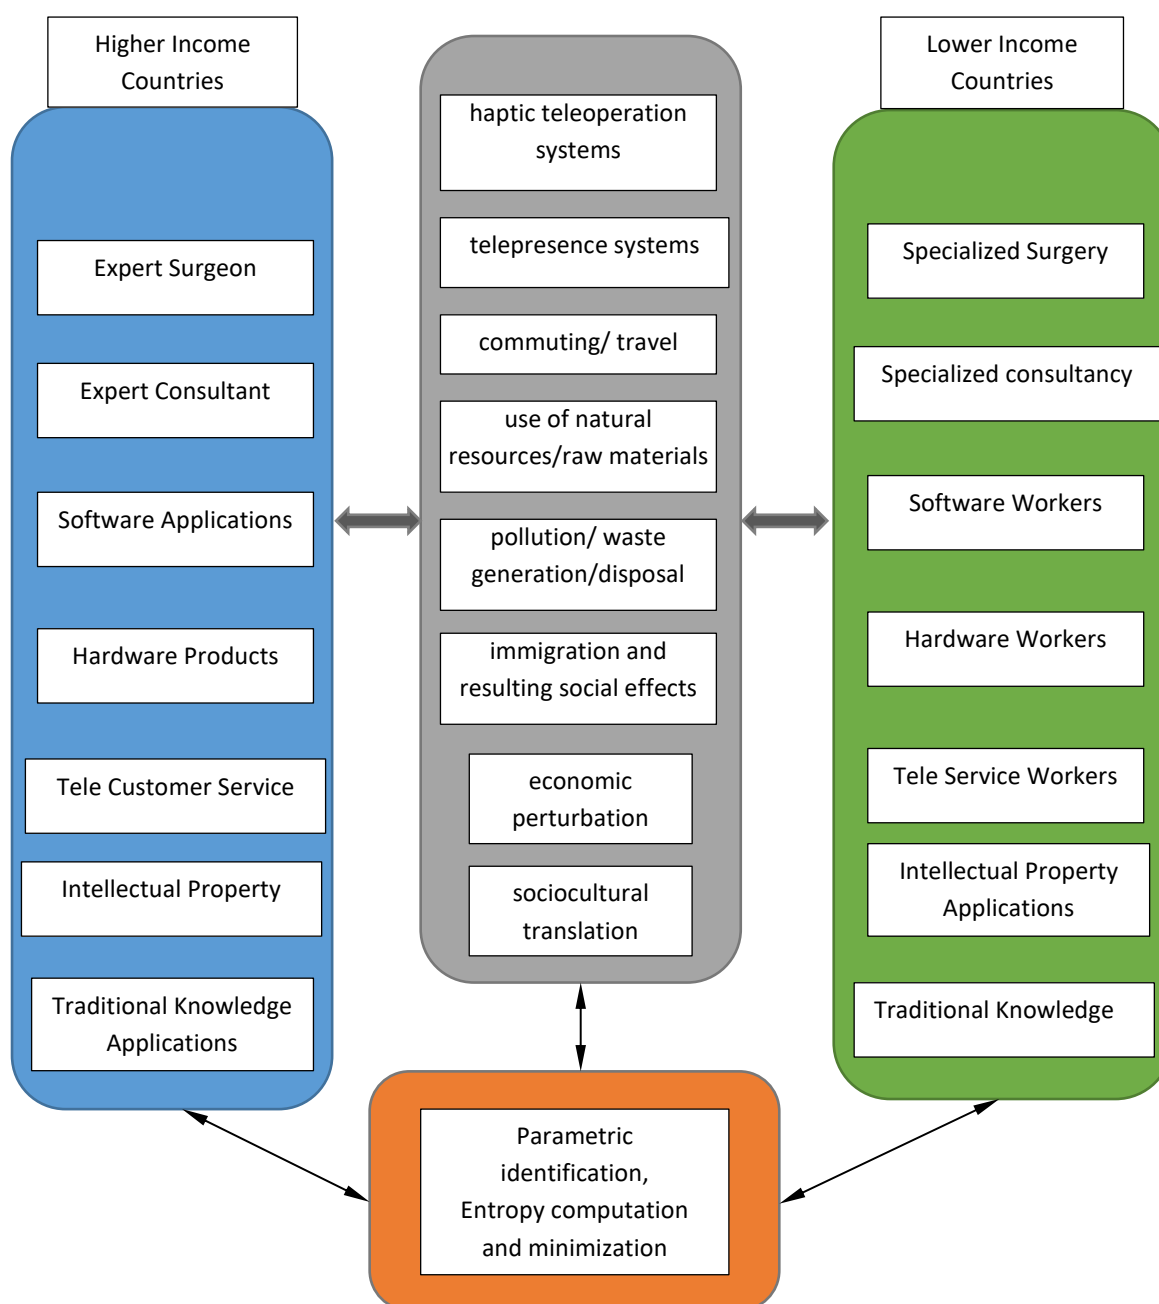 Higher Income
Countries
Expert Surgeon
Expert Consultant
Software Applications
Hardware Products
Tele Customer Service
Intellectual Property
Traditional Knowledge
Applications
haptic teleoperation
systems
telepresence systems
commuting/ travel
use of natural
resources/raw materials
pollution/ waste
generation/disposal
immigration and
resulting social effects
economic
perturbation
sociocultural
translation
Lower Income
Countries
Specialized Surgery
Specialized consultancy
Software Workers
Hardware Workers
Tele Service Workers
Intellectual Property
Applications
Traditional Knowledge
Parametric
identification,
Entropy computation
and minimization